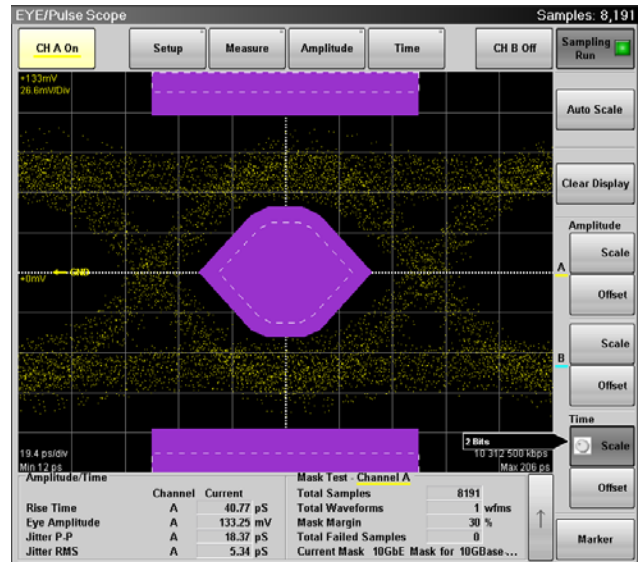 EYE/Pulse Scope Samples: 8,191
CH A On Setup Measure Amplitude Time CH B Off Sampling Run
+133mV
26.6mV/Div
Auto Scale
Clear Display
Amplitude
Scale
A
Offset
GND
+0mV
Scale
B
Offset
Time
2 Bits
Scale
19.4 ps/div 10 312 500 kbps
Min 12 ps Max 206 ps
Offset
Marker
Amplitude/Time
Channel Current
Rise Time A 40.77 pS
Eye Amplitude A 133.25 mV
Jitter P-P A 18.37 pS
Jitter RMS A 5.34 pS
Mask Test - Channel A
Total Samples 8191
Total Waveforms 1 wfms
Mask Margin 30 %
Total Failed Samples 0
Current Mask 10GbE Mask for 10GBase-...